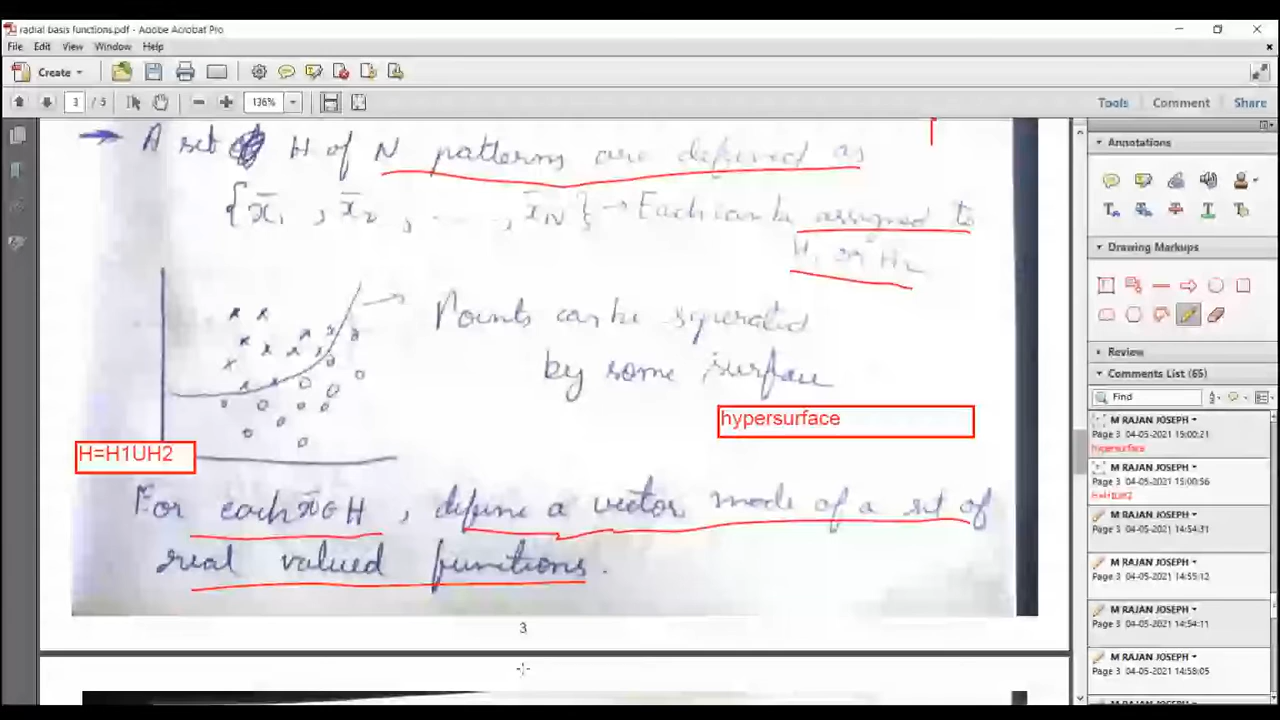 radial basis functions.pdf - Adobe Acrobat Pro
File Edit View Window Help
Create
3 / 5 136% Tools Comment Share
→ A set H of N patterns are defined as
{x̄1, x̄2, ...., x̄N} → Each can be assigned to
H1 or H2
Points can be seperated
by some surface
hypersurface
H=H1UH2
For each x̄ ∈ H, define a vector mode of a set of
real valued functions.
3
Annotations
Drawing Markups
Review
Comments List (65)
Find
M RAJAN JOSEPH
Page 3 04-05-2021 15:00:21
hypersurface
M RAJAN JOSEPH
Page 3 04-05-2021 15:00:56
H=H1UH2
M RAJAN JOSEPH
Page 3 04-05-2021 14:54:31
M RAJAN JOSEPH
Page 3 04-05-2021 14:55:12
M RAJAN JOSEPH
Page 3 04-05-2021 14:54:11
M RAJAN JOSEPH
Page 3 04-05-2021 14:58:05